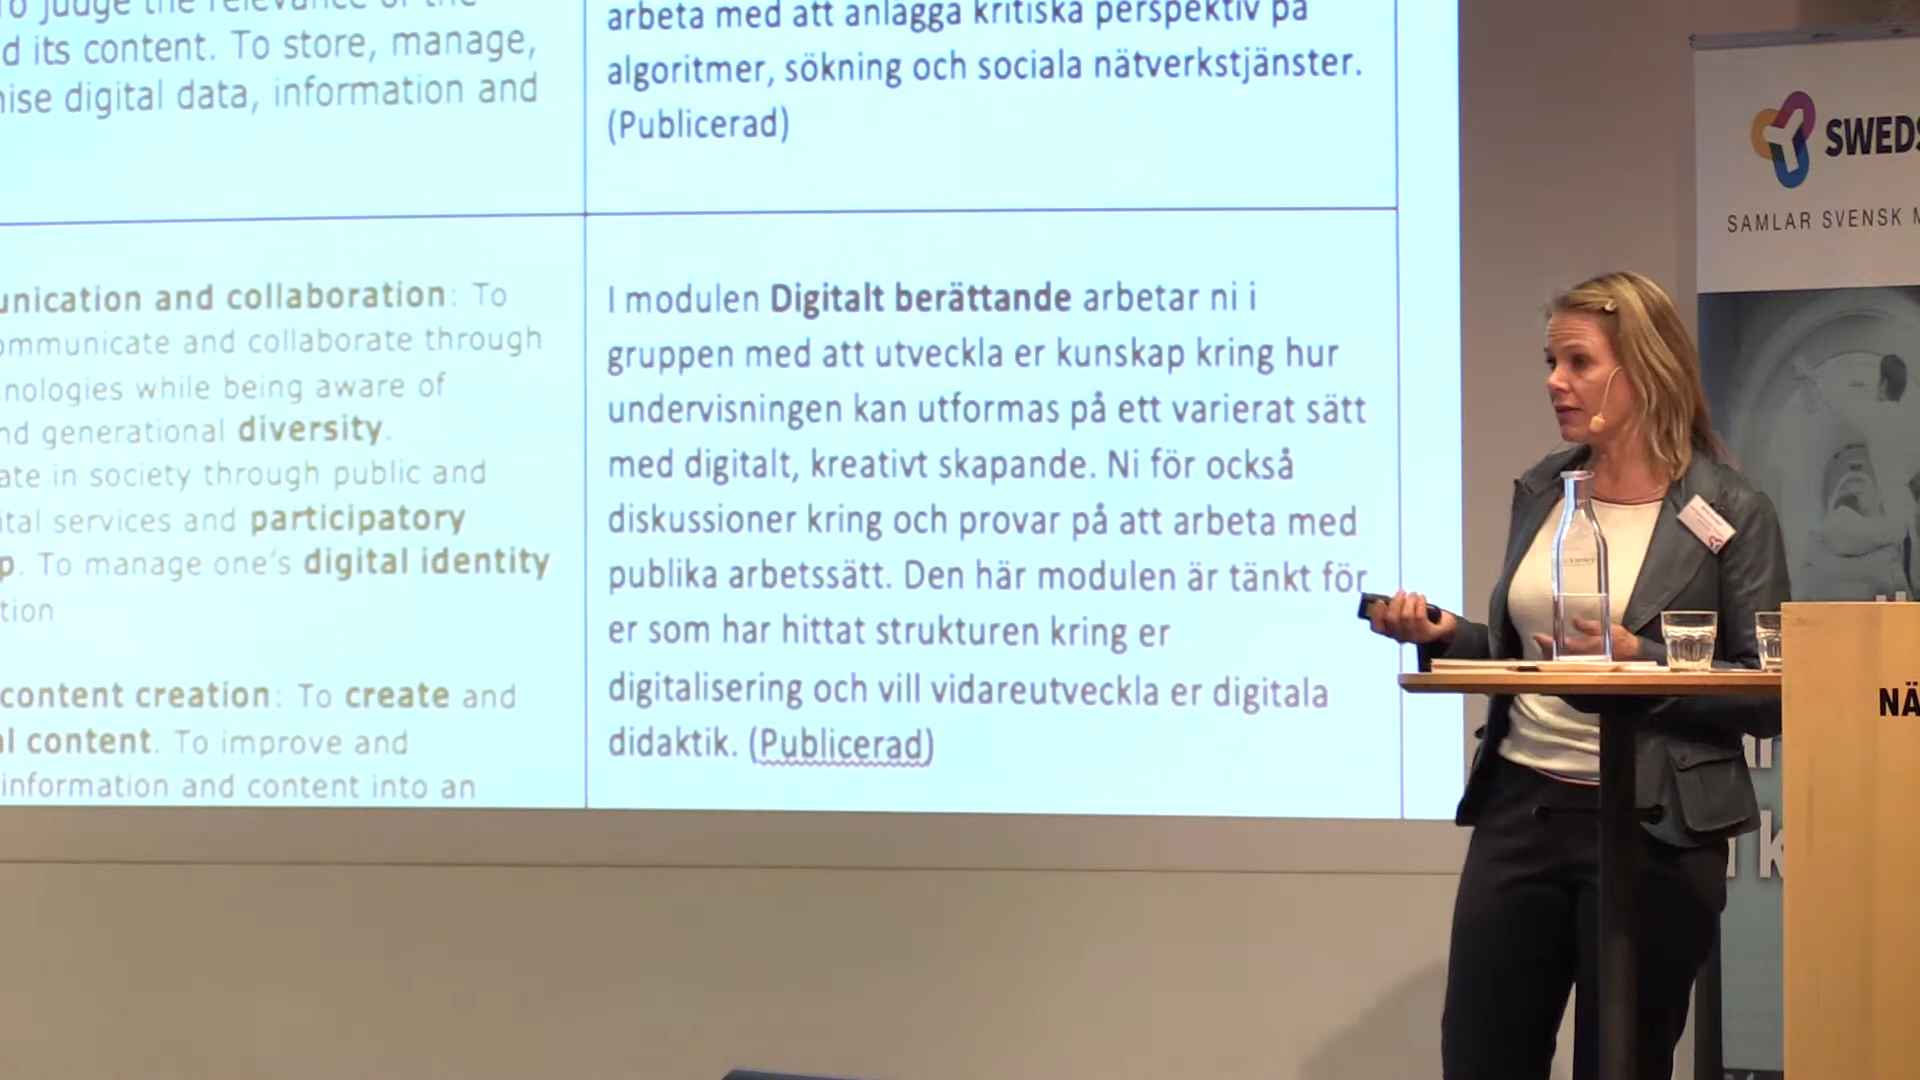 o judge the relevance of the
d its content. To store, manage,
ise digital data, information and
unication and collaboration: To
ommunicate and collaborate through
nologies while being aware of
nd generational diversity.
ate in society through public and
ital services and participatory
p. To manage one's digital identity
tion
content creation: To create and
l content. To improve and
information and content into an
arbeta med att anlägga kritiska perspektiv på
algoritmer, sökning och sociala nätverkstjänster.
(Publicerad)
I modulen Digitalt berättande arbetar ni i
gruppen med att utveckla er kunskap kring hur
undervisningen kan utformas på ett varierat sätt
med digitalt, kreativt skapande. Ni för också
diskussioner kring och provar på att arbeta med
publika arbetssätt. Den här modulen är tänkt för
er som har hittat strukturen kring er
digitalisering och vill vidareutveckla er digitala
didaktik. (Publicerad)
SWEDS
SAMLAR SVENSK M
NÄ